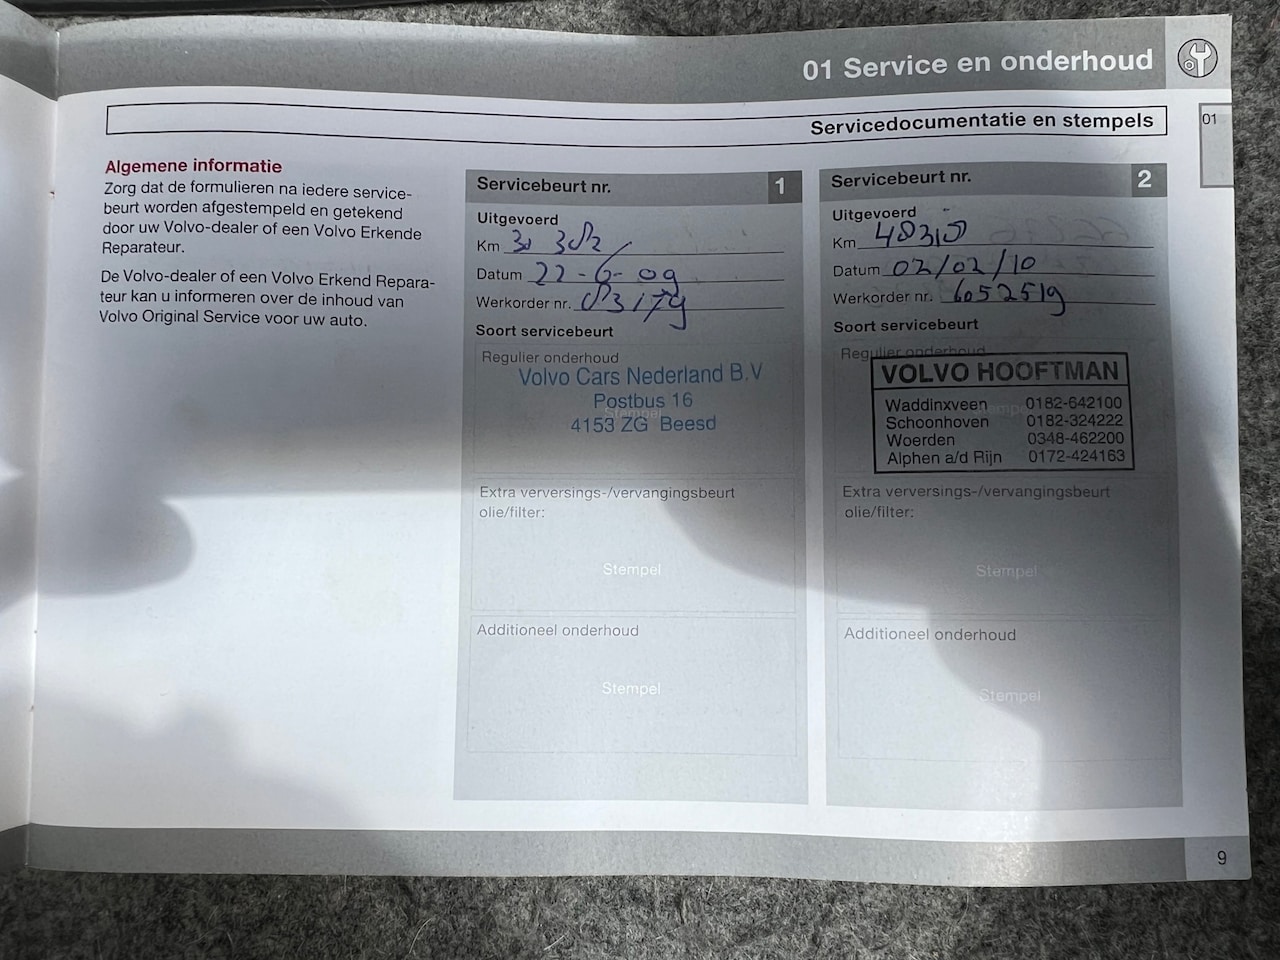 01 Service en onderhoud
01
Servicedocumentatie en stempels
Algemene informatie
Zorg dat de formulieren na iedere service-
beurt worden afgestempeld en getekend
door uw Volvo-dealer of een Volvo Erkende
Reparateur.
De Volvo-dealer of een Volvo Erkend Repara-
teur kan u informeren over de inhoud van
Volvo Original Service voor uw auto.
Servicebeurt nr. 1
Uitgevoerd
Km
Datum 22-6-09
Werkorder nr. 83179
Soort servicebeurt
Regulier onderhoud
Volvo Cars Nederland B.V
Postbus 16
Stempel
4153 ZG Beesd
Extra verversings-/vervangingsbeurt
olie/filter:
Stempel
Additioneel onderhoud
Stempel
Servicebeurt nr. 2
Uitgevoerd
Km
Datum 02/02/10
Werkorder nr. 6052519
Soort servicebeurt
Regulier onderhoud
VOLVO HOOFTMAN
Waddinxveen 0182-642100
Stempel
Schoonhoven 0182-324222
Woerden 0348-462200
Alphen a/d Rijn 0172-424163
Extra verversings-/vervangingsbeurt
olie/filter:
Stempel
Additioneel onderhoud
Stempel
9